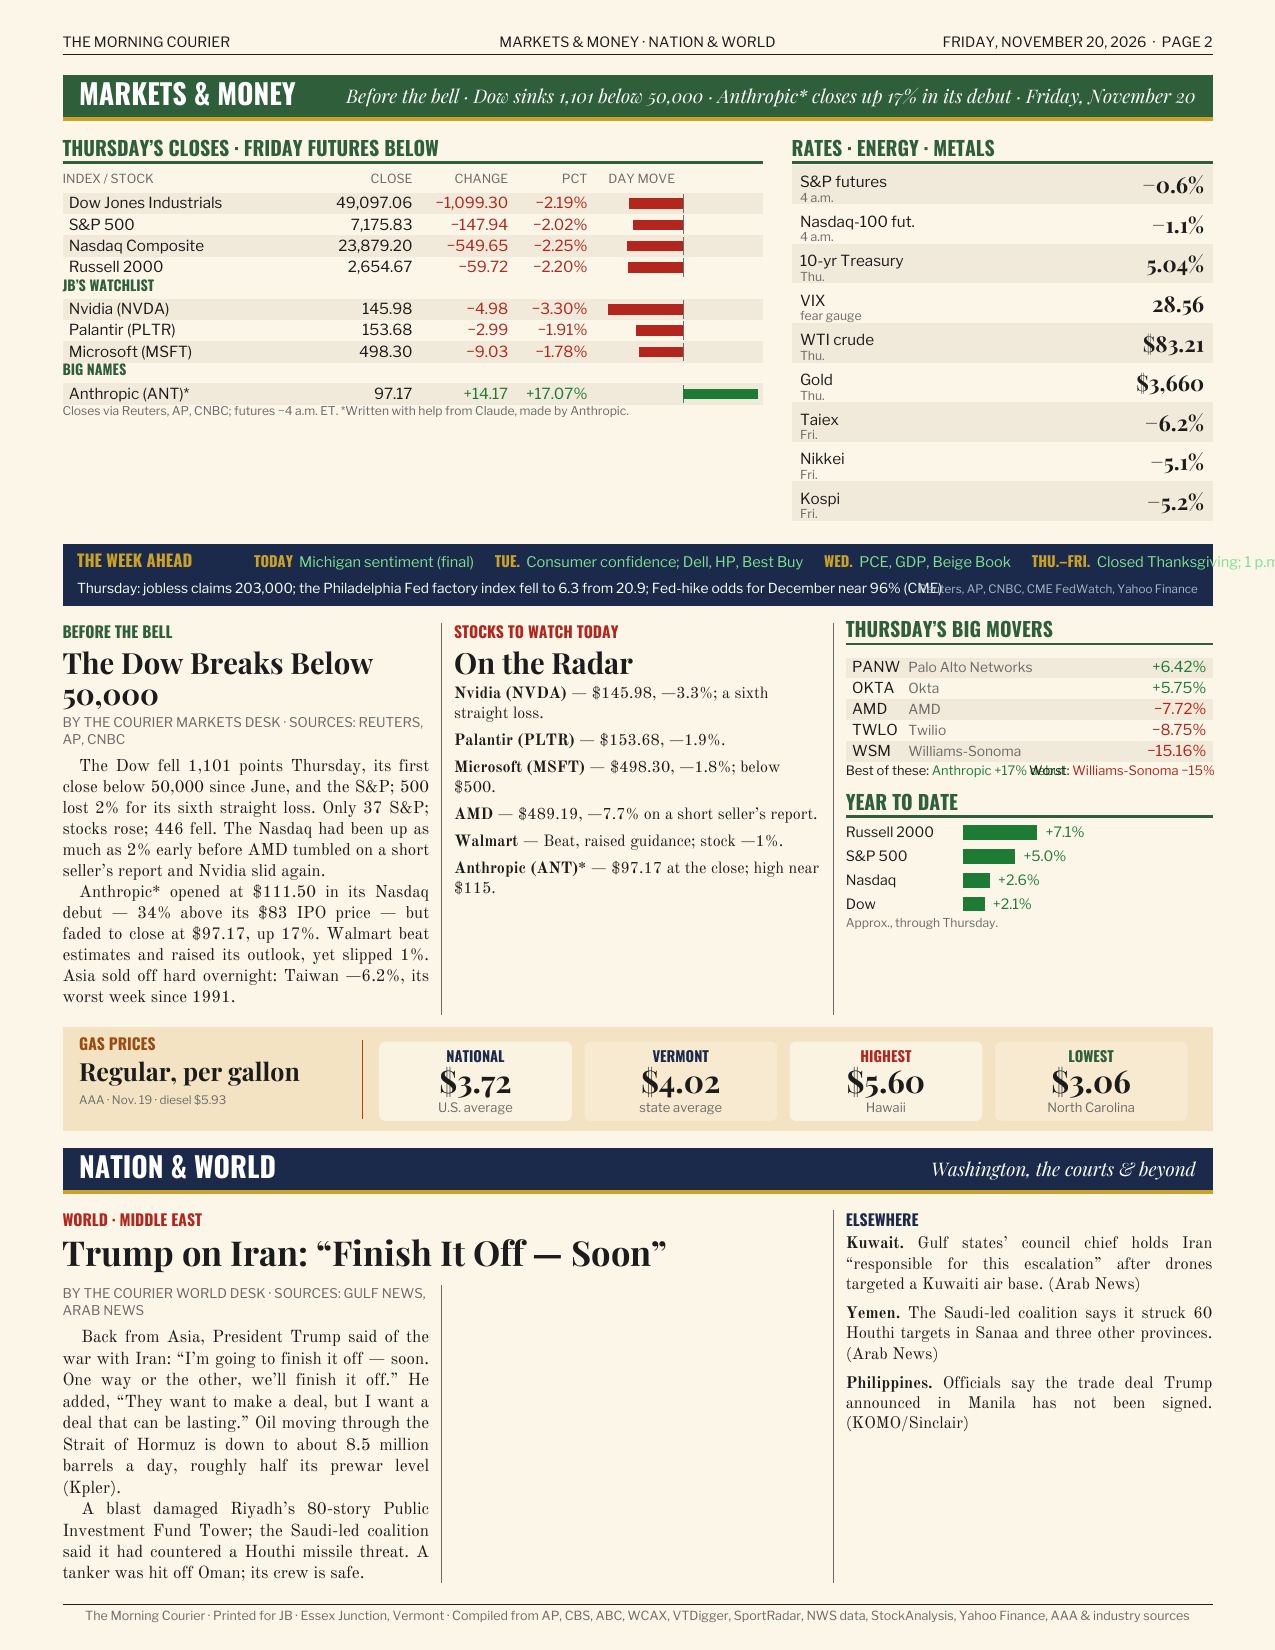 THE MORNING COURIER MARKETS & MONEY · NATION & WORLD FRIDAY, NOVEMBER 20, 2026 · PAGE 2
MARKETS & MONEY Before the bell · Dow sinks 1,101 below 50,000 · Anthropic* closes up 17% in its debut · Friday, November 20
THURSDAY’S CLOSES · FRIDAY FUTURES BELOW
INDEX / STOCK CLOSE CHANGE PCT DAY MOVE
Dow Jones Industrials 49,097.06 −1,099.30 −2.19%
S&P 500 7,175.83 −147.94 −2.02%
Nasdaq Composite 23,879.20 −549.65 −2.25%
Russell 2000 2,654.67 −59.72 −2.20%
JB’S WATCHLIST
Nvidia (NVDA) 145.98 −4.98 −3.30%
Palantir (PLTR) 153.68 −2.99 −1.91%
Microsoft (MSFT) 498.30 −9.03 −1.78%
BIG NAMES
Anthropic (ANT)* 97.17 +14.17 +17.07%
Closes via Reuters, AP, CNBC; futures ~4 a.m. ET. *Written with help from Claude, made by Anthropic.
RATES · ENERGY · METALS
S&P futures −0.6%
4 a.m.
Nasdaq-100 fut. −1.1%
4 a.m.
10-yr Treasury 5.04%
Thu.
VIX 28.56
fear gauge
WTI crude $83.21
Thu.
Gold $3,660
Thu.
Taiex −6.2%
Fri.
Nikkei −5.1%
Fri.
Kospi −5.2%
Fri.
THE WEEK AHEAD TODAY Michigan sentiment (final) TUE. Consumer confidence; Dell, HP, Best Buy WED. PCE, GDP, Beige Book THU.–FRI. Closed Thanksgiving; 1 p.m
Thursday: jobless claims 203,000; the Philadelphia Fed factory index fell to 6.3 from 20.9; Fed-hike odds for December near 96% (CME) Reuters, AP, CNBC, CME FedWatch, Yahoo Finance
BEFORE THE BELL
The Dow Breaks Below
50,000
BY THE COURIER MARKETS DESK · SOURCES: REUTERS,
AP, CNBC
The Dow fell 1,101 points Thursday, its first
close below 50,000 since June, and the S&P; 500
lost 2% for its sixth straight loss. Only 37 S&P;
stocks rose; 446 fell. The Nasdaq had been up as
much as 2% early before AMD tumbled on a short
seller’s report and Nvidia slid again.
Anthropic* opened at $111.50 in its Nasdaq
debut — 34% above its $83 IPO price — but
faded to close at $97.17, up 17%. Walmart beat
estimates and raised its outlook, yet slipped 1%.
Asia sold off hard overnight: Taiwan —6.2%, its
worst week since 1991.
STOCKS TO WATCH TODAY
On the Radar
Nvidia (NVDA) — $145.98, —3.3%; a sixth
straight loss.
Palantir (PLTR) — $153.68, —1.9%.
Microsoft (MSFT) — $498.30, —1.8%; below
$500.
AMD — $489.19, —7.7% on a short seller’s report.
Walmart — Beat, raised guidance; stock —1%.
Anthropic (ANT)* — $97.17 at the close; high near
$115.
THURSDAY’S BIG MOVERS
PANW Palo Alto Networks +6.42%
OKTA Okta +5.75%
AMD AMD −7.72%
TWLO Twilio −8.75%
WSM Williams-Sonoma −15.16%
Best of these: Anthropic +17% Worst: Williams-Sonoma −15%
YEAR TO DATE
Russell 2000 +7.1%
S&P 500 +5.0%
Nasdaq +2.6%
Dow +2.1%
Approx., through Thursday.
GAS PRICES
Regular, per gallon
AAA · Nov. 19 · diesel $5.93
NATIONAL
$3.72
U.S. average
VERMONT
$4.02
state average
HIGHEST
$5.60
Hawaii
LOWEST
$3.06
North Carolina
NATION & WORLD Washington, the courts & beyond
WORLD · MIDDLE EAST
Trump on Iran: “Finish It Off — Soon”
BY THE COURIER WORLD DESK · SOURCES: GULF NEWS,
ARAB NEWS
Back from Asia, President Trump said of the
war with Iran: “I’m going to finish it off — soon.
One way or the other, we’ll finish it off.” He
added, “They want to make a deal, but I want a
deal that can be lasting.” Oil moving through the
Strait of Hormuz is down to about 8.5 million
barrels a day, roughly half its prewar level
(Kpler).
A blast damaged Riyadh’s 80-story Public
Investment Fund Tower; the Saudi-led coalition
said it had countered a Houthi missile threat. A
tanker was hit off Oman; its crew is safe.
ELSEWHERE
Kuwait. Gulf states’ council chief holds Iran
“responsible for this escalation” after drones
targeted a Kuwaiti air base. (Arab News)
Yemen. The Saudi-led coalition says it struck 60
Houthi targets in Sanaa and three other provinces.
(Arab News)
Philippines. Officials say the trade deal Trump
announced in Manila has not been signed.
(KOMO/Sinclair)
The Morning Courier · Printed for JB · Essex Junction, Vermont · Compiled from AP, CBS, ABC, WCAX, VTDigger, SportRadar, NWS data, StockAnalysis, Yahoo Finance, AAA & industry sources